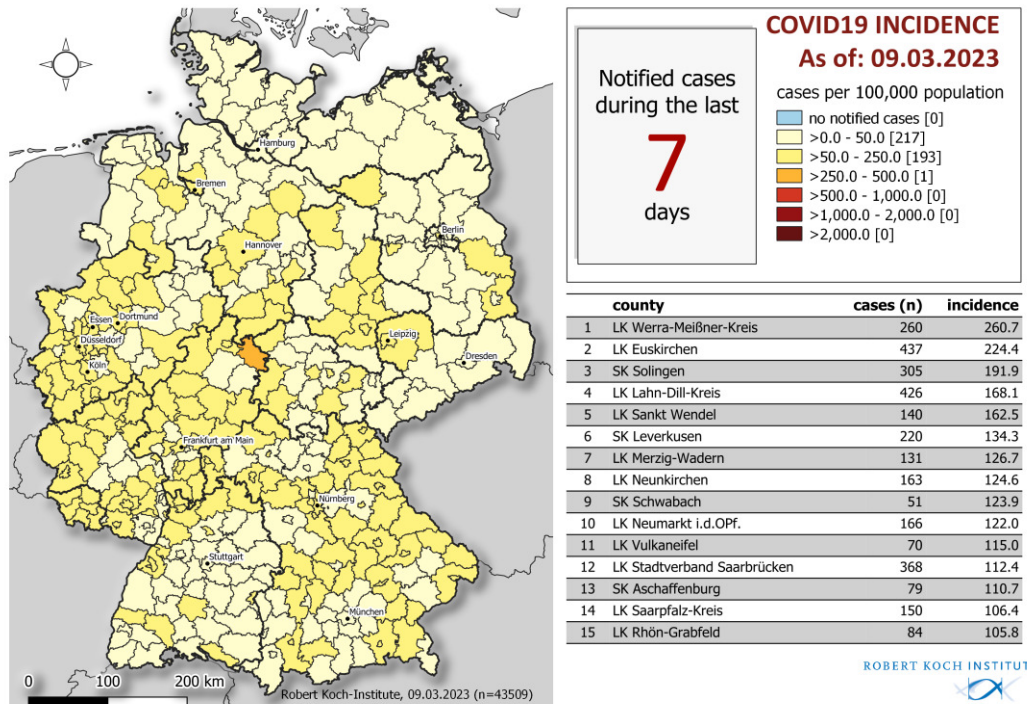 Hamburg
Bremen
Berlin
Hannover
Essen
Dortmund
Düsseldorf
Köln
Leipzig
Dresden
Frankfurt am Main
Nürnberg
Stuttgart
München
0 100 200 km
Robert Koch-Institute, 09.03.2023 (n=43509)
COVID19 INCIDENCE
As of: 09.03.2023
Notified cases
during the last
7
days
cases per 100,000 population
no notified cases [0]
>0.0 - 50.0 [217]
>50.0 - 250.0 [193]
>250.0 - 500.0 [1]
>500.0 - 1,000.0 [0]
>1,000.0 - 2,000.0 [0]
>2,000.0 [0]
county cases (n) incidence
1 LK Werra-Meißner-Kreis 260 260.7
2 LK Euskirchen 437 224.4
3 SK Solingen 305 191.9
4 LK Lahn-Dill-Kreis 426 168.1
5 LK Sankt Wendel 140 162.5
6 SK Leverkusen 220 134.3
7 LK Merzig-Wadern 131 126.7
8 LK Neunkirchen 163 124.6
9 SK Schwabach 51 123.9
10 LK Neumarkt i.d.OPf. 166 122.0
11 LK Vulkaneifel 70 115.0
12 LK Stadtverband Saarbrücken 368 112.4
13 SK Aschaffenburg 79 110.7
14 LK Saarpfalz-Kreis 150 106.4
15 LK Rhön-Grabfeld 84 105.8
ROBERT KOCH INSTITUT